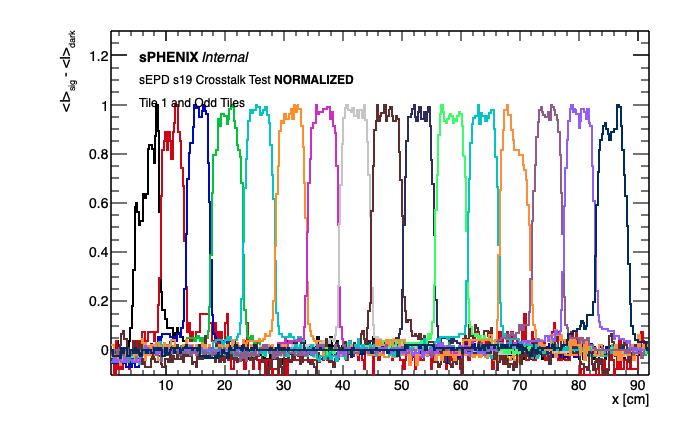 <I>sig - <I>dark
1.2
1
0.8
0.6
0.4
0.2
0
sPHENIX Internal
sEPD s19 Crosstalk Test NORMALIZED
Tile 1 and Odd Tiles
10 20 30 40 50 60 70 80 90
x [cm]